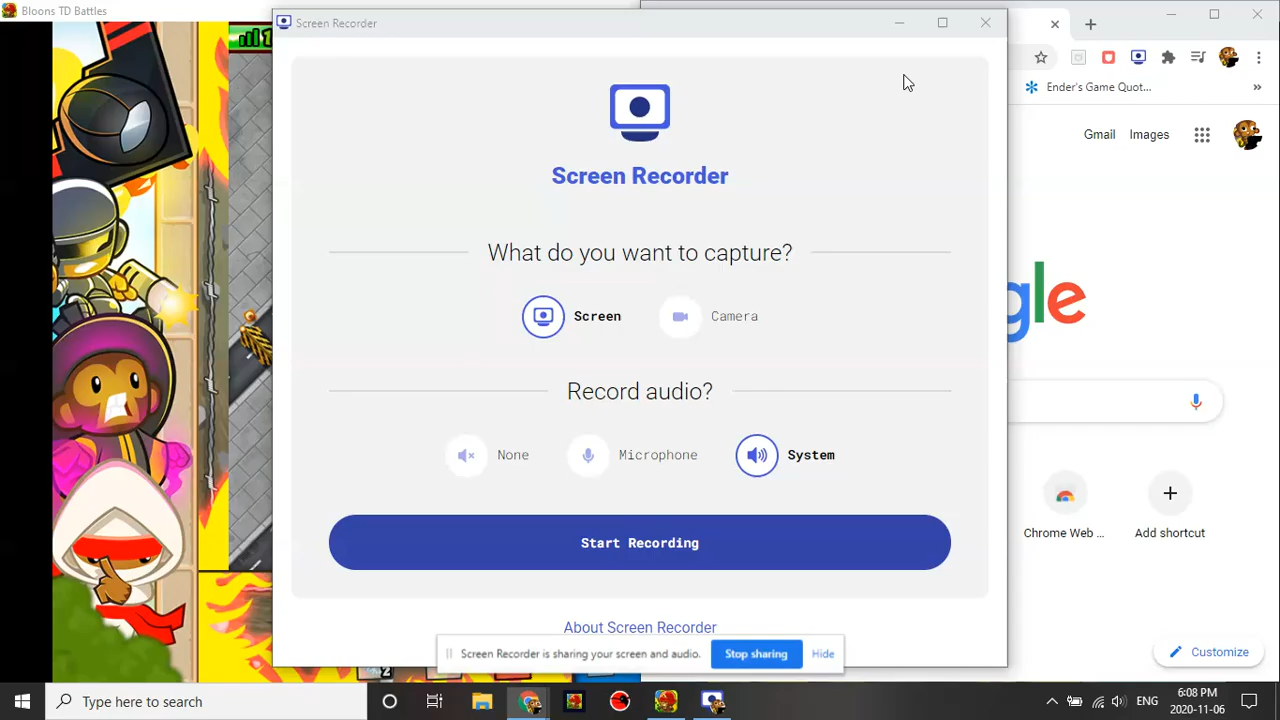 Bloons TD Battles
Screen Recorder
Ender's Game Quot...
»
Gmail Images
Screen Recorder
What do you want to capture?
Screen
Camera
Record audio?
None
Microphone
System
Start Recording
About Screen Recorder
Screen Recorder is sharing your screen and audio.
Stop sharing
Hide
gle
Chrome Web ...
Add shortcut
Customize
Type here to search
ENG
6:08 PM
2020-11-06